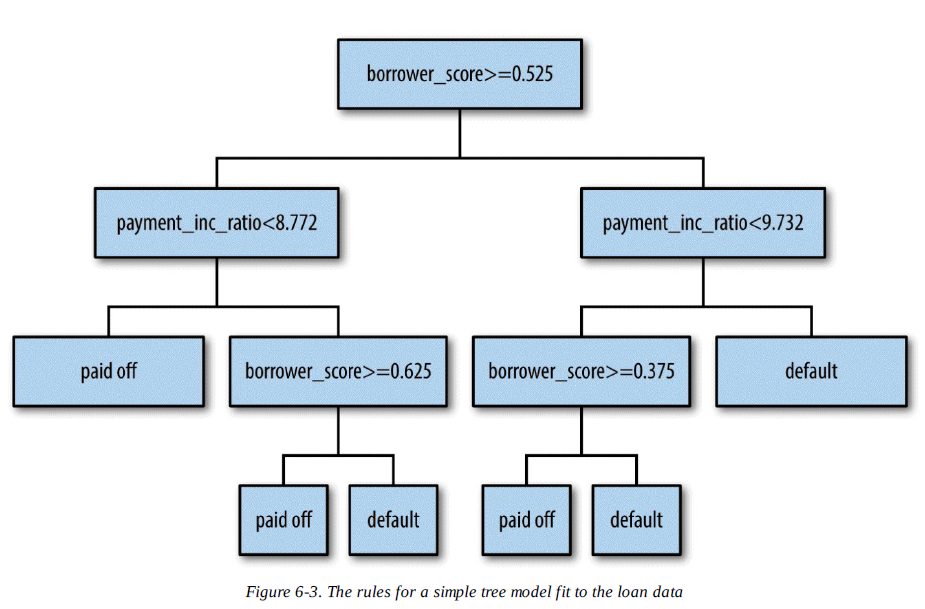 borrower_score>=0.525
payment_inc_ratio<8.772
payment_inc_ratio<9.732
paid off
borrower_score>=0.625
borrower_score>=0.375
default
paid off
default
paid off
default
Figure 6-3. The rules for a simple tree model fit to the loan data